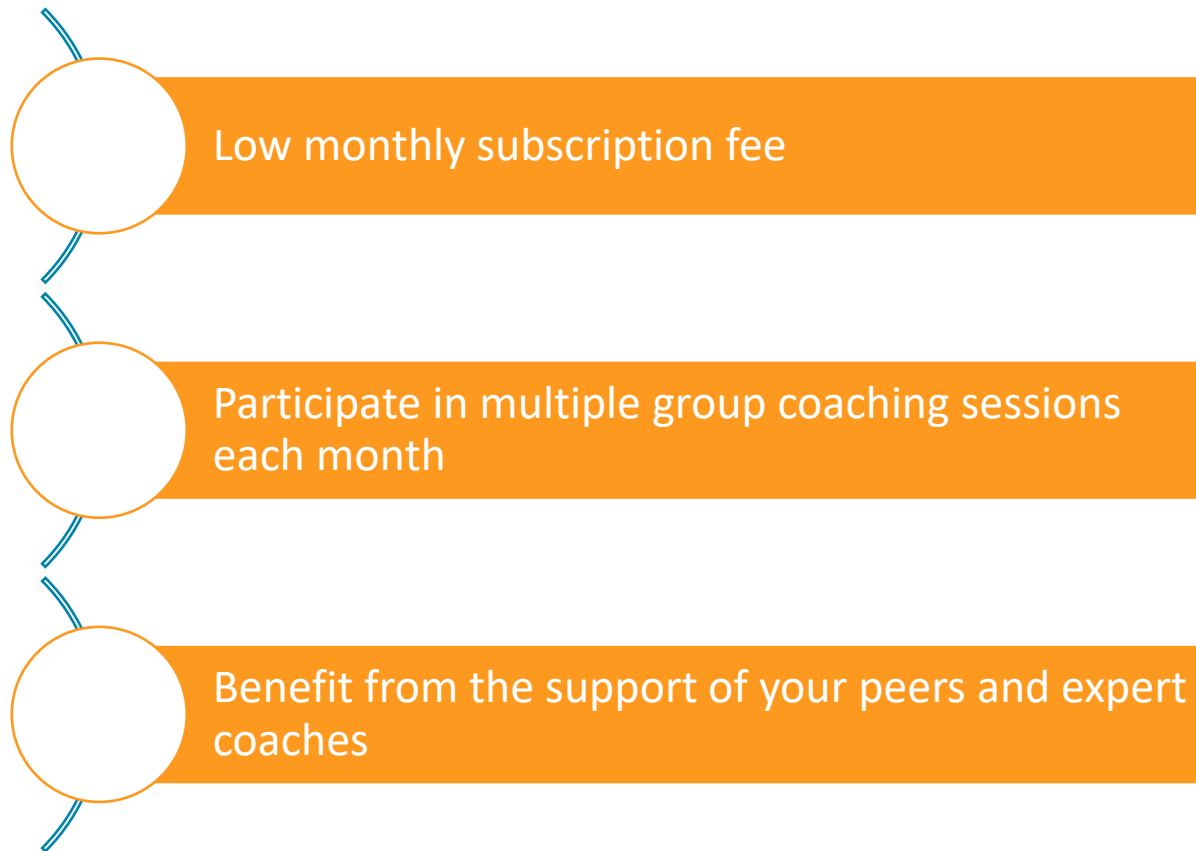 Low monthly subscription fee
Participate in multiple group coaching sessions
each month
Benefit from the support of your peers and expert
coaches